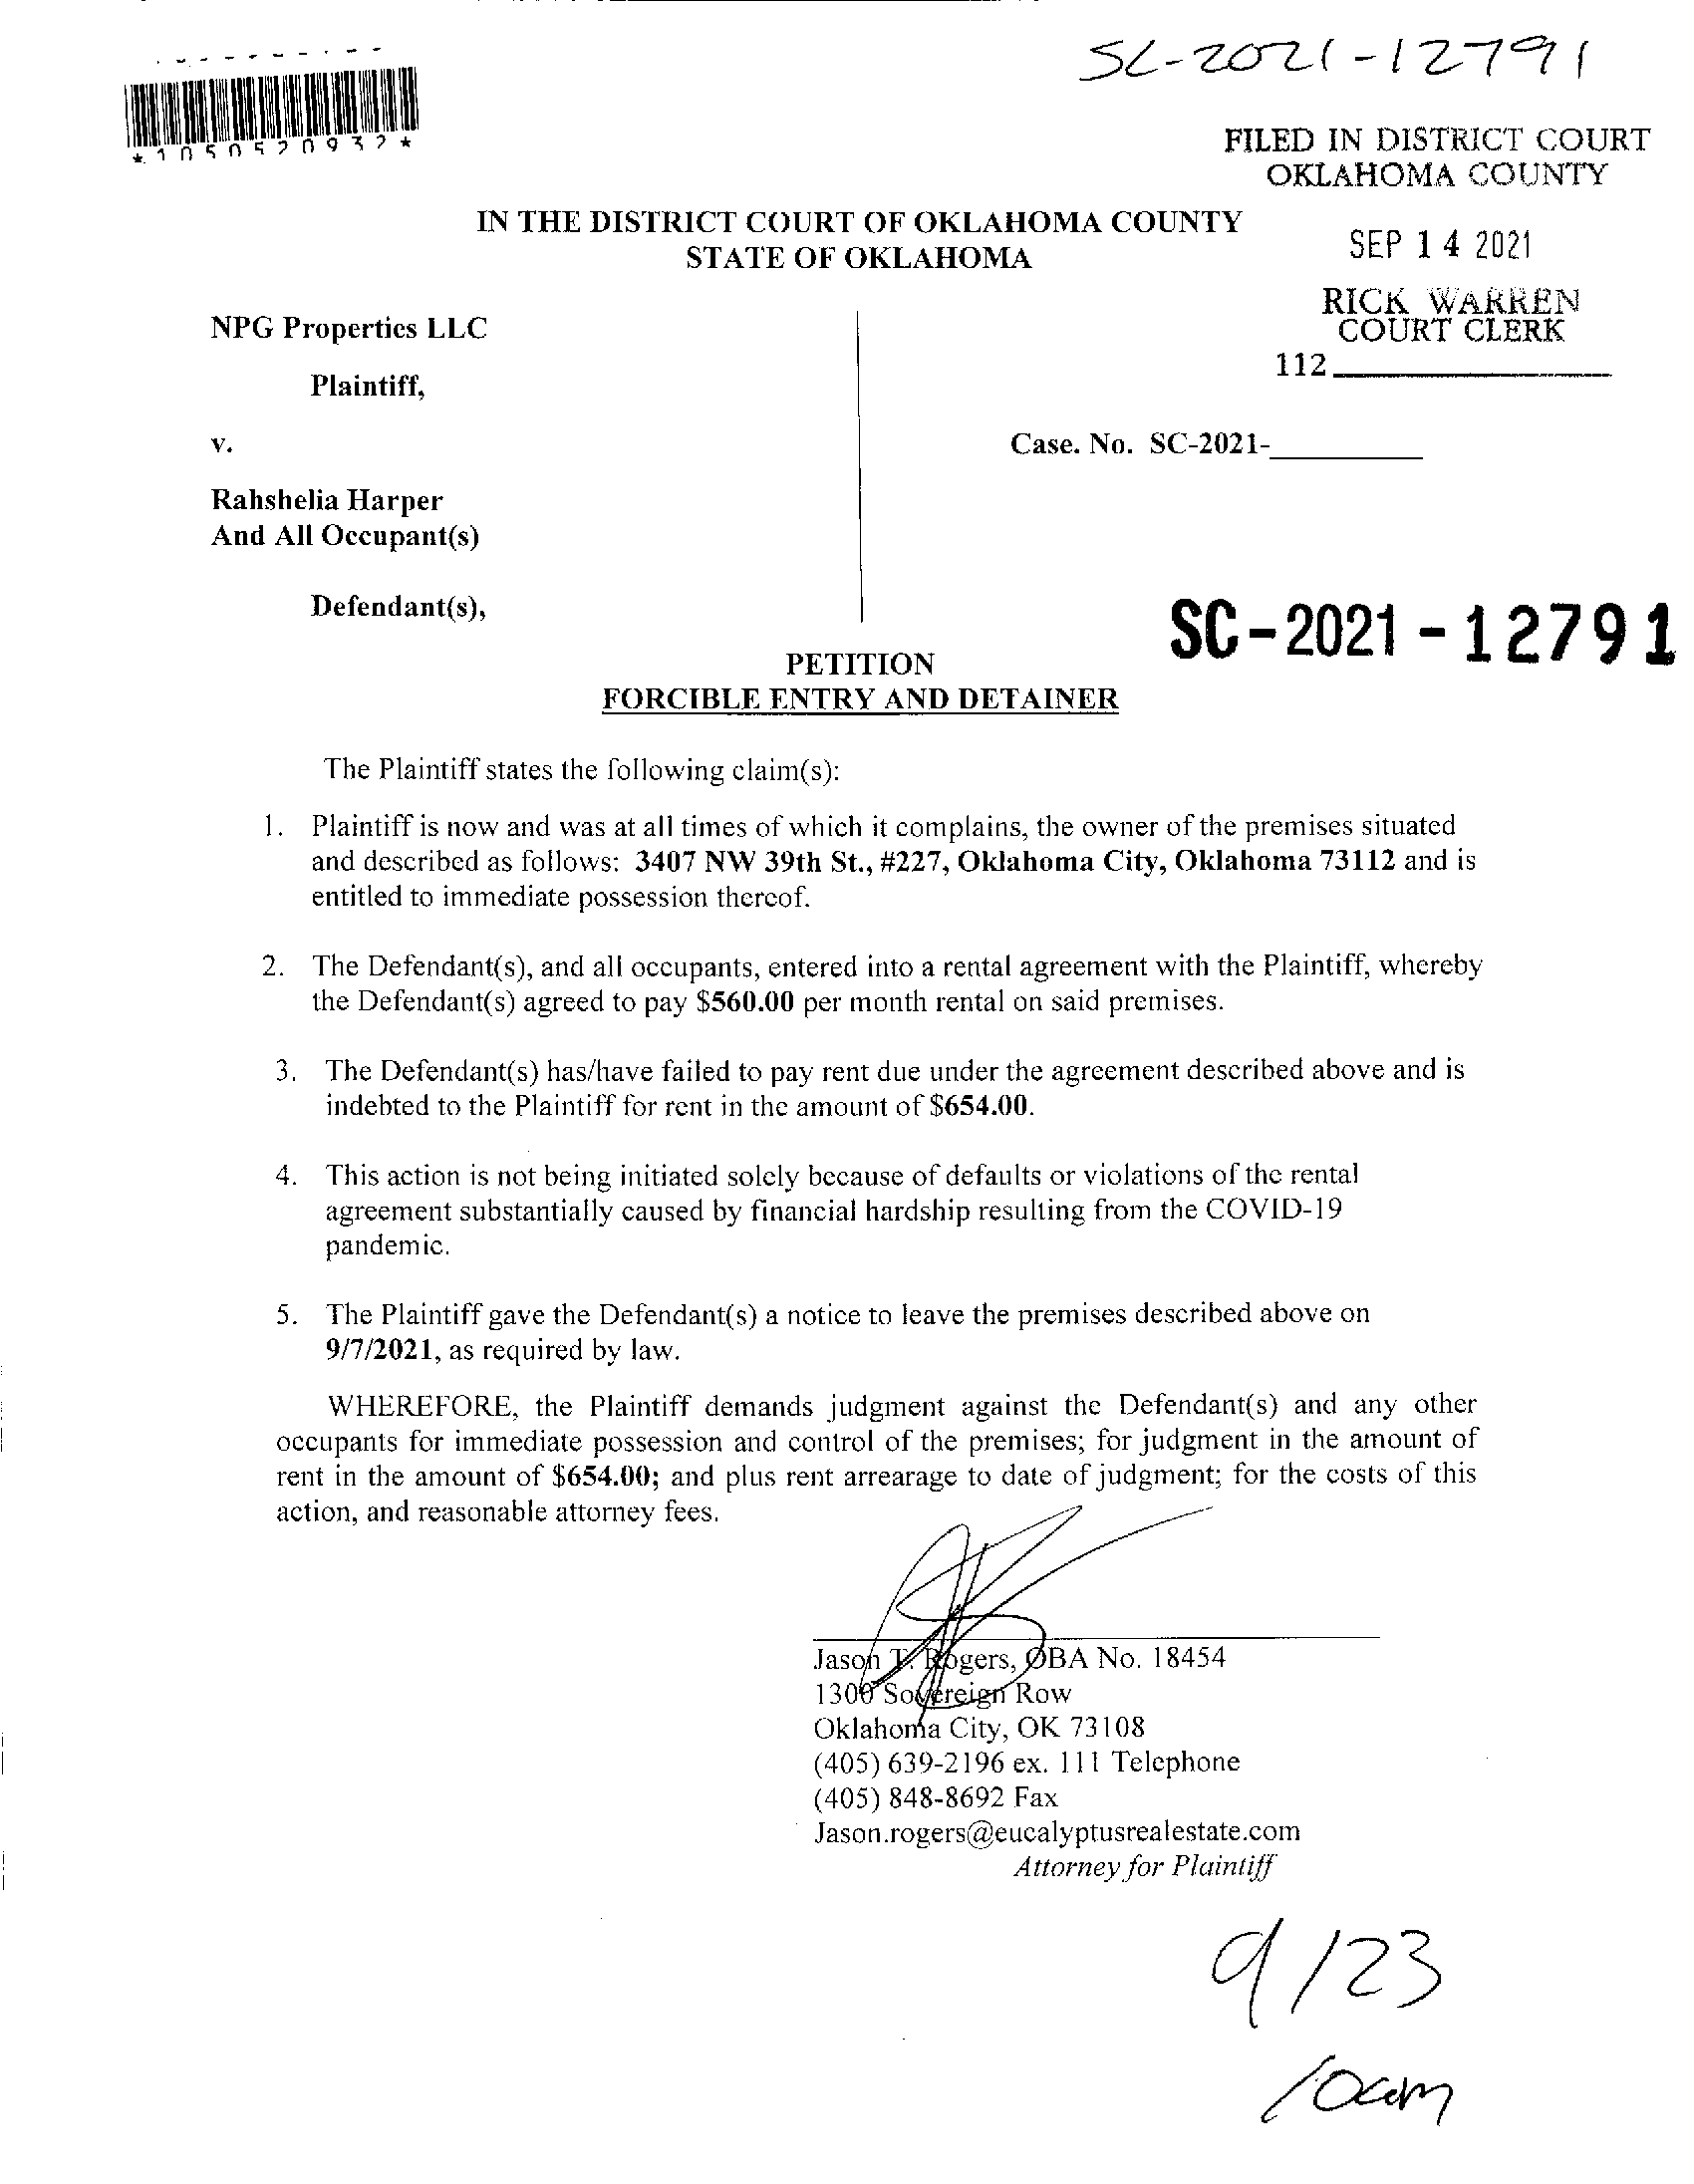 SC-2021-12791
*1050520932*
FILED IN DISTRICT COURT
OKLAHOMA COUNTY
IN THE DISTRICT COURT OF OKLAHOMA COUNTY
STATE OF OKLAHOMA
SEP 14 2021
RICK WARREN
COURT CLERK
112
NPG Properties LLC
Plaintiff,
v.
Case. No. SC-2021-
Rahshelia Harper
And All Occupant(s)
Defendant(s),
SC-2021-12791
PETITION
FORCIBLE ENTRY AND DETAINER
The Plaintiff states the following claim(s):
1. Plaintiff is now and was at all times of which it complains, the owner of the premises situated
and described as follows: 3407 NW 39th St., #227, Oklahoma City, Oklahoma 73112 and is
entitled to immediate possession thereof.
2. The Defendant(s), and all occupants, entered into a rental agreement with the Plaintiff, whereby
the Defendant(s) agreed to pay $560.00 per month rental on said premises.
3. The Defendant(s) has/have failed to pay rent due under the agreement described above and is
indebted to the Plaintiff for rent in the amount of $654.00.
4. This action is not being initiated solely because of defaults or violations of the rental
agreement substantially caused by financial hardship resulting from the COVID-19
pandemic.
5. The Plaintiff gave the Defendant(s) a notice to leave the premises described above on
9/7/2021, as required by law.
WHEREFORE, the Plaintiff demands judgment against the Defendant(s) and any other
occupants for immediate possession and control of the premises; for judgment in the amount of
rent in the amount of $654.00; and plus rent arrearage to date of judgment; for the costs of this
action, and reasonable attorney fees.
Jason T. Rogers, OBA No. 18454
1300 Sovereign Row
Oklahoma City, OK 73108
(405) 639-2196 ex. 111 Telephone
(405) 848-8692 Fax
Jason.rogers@eucalyptusrealestate.com
Attorney for Plaintiff
9/23
10am